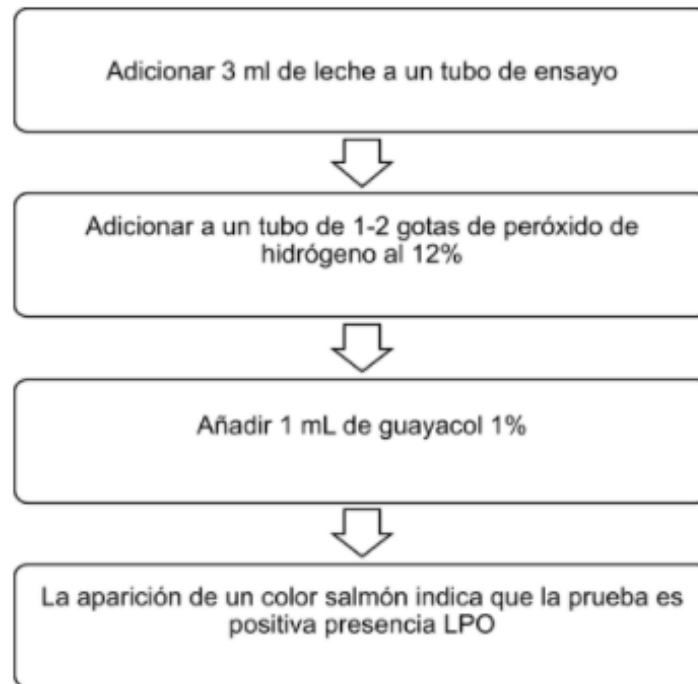 Adicionar 3 ml de leche a un tubo de ensayo
Adicionar a un tubo de 1-2 gotas de peróxido de
hidrógeno al 12%
Añadir 1 mL de guayacol 1%
La aparición de un color salmón indica que la prueba es
positiva presencia LPO